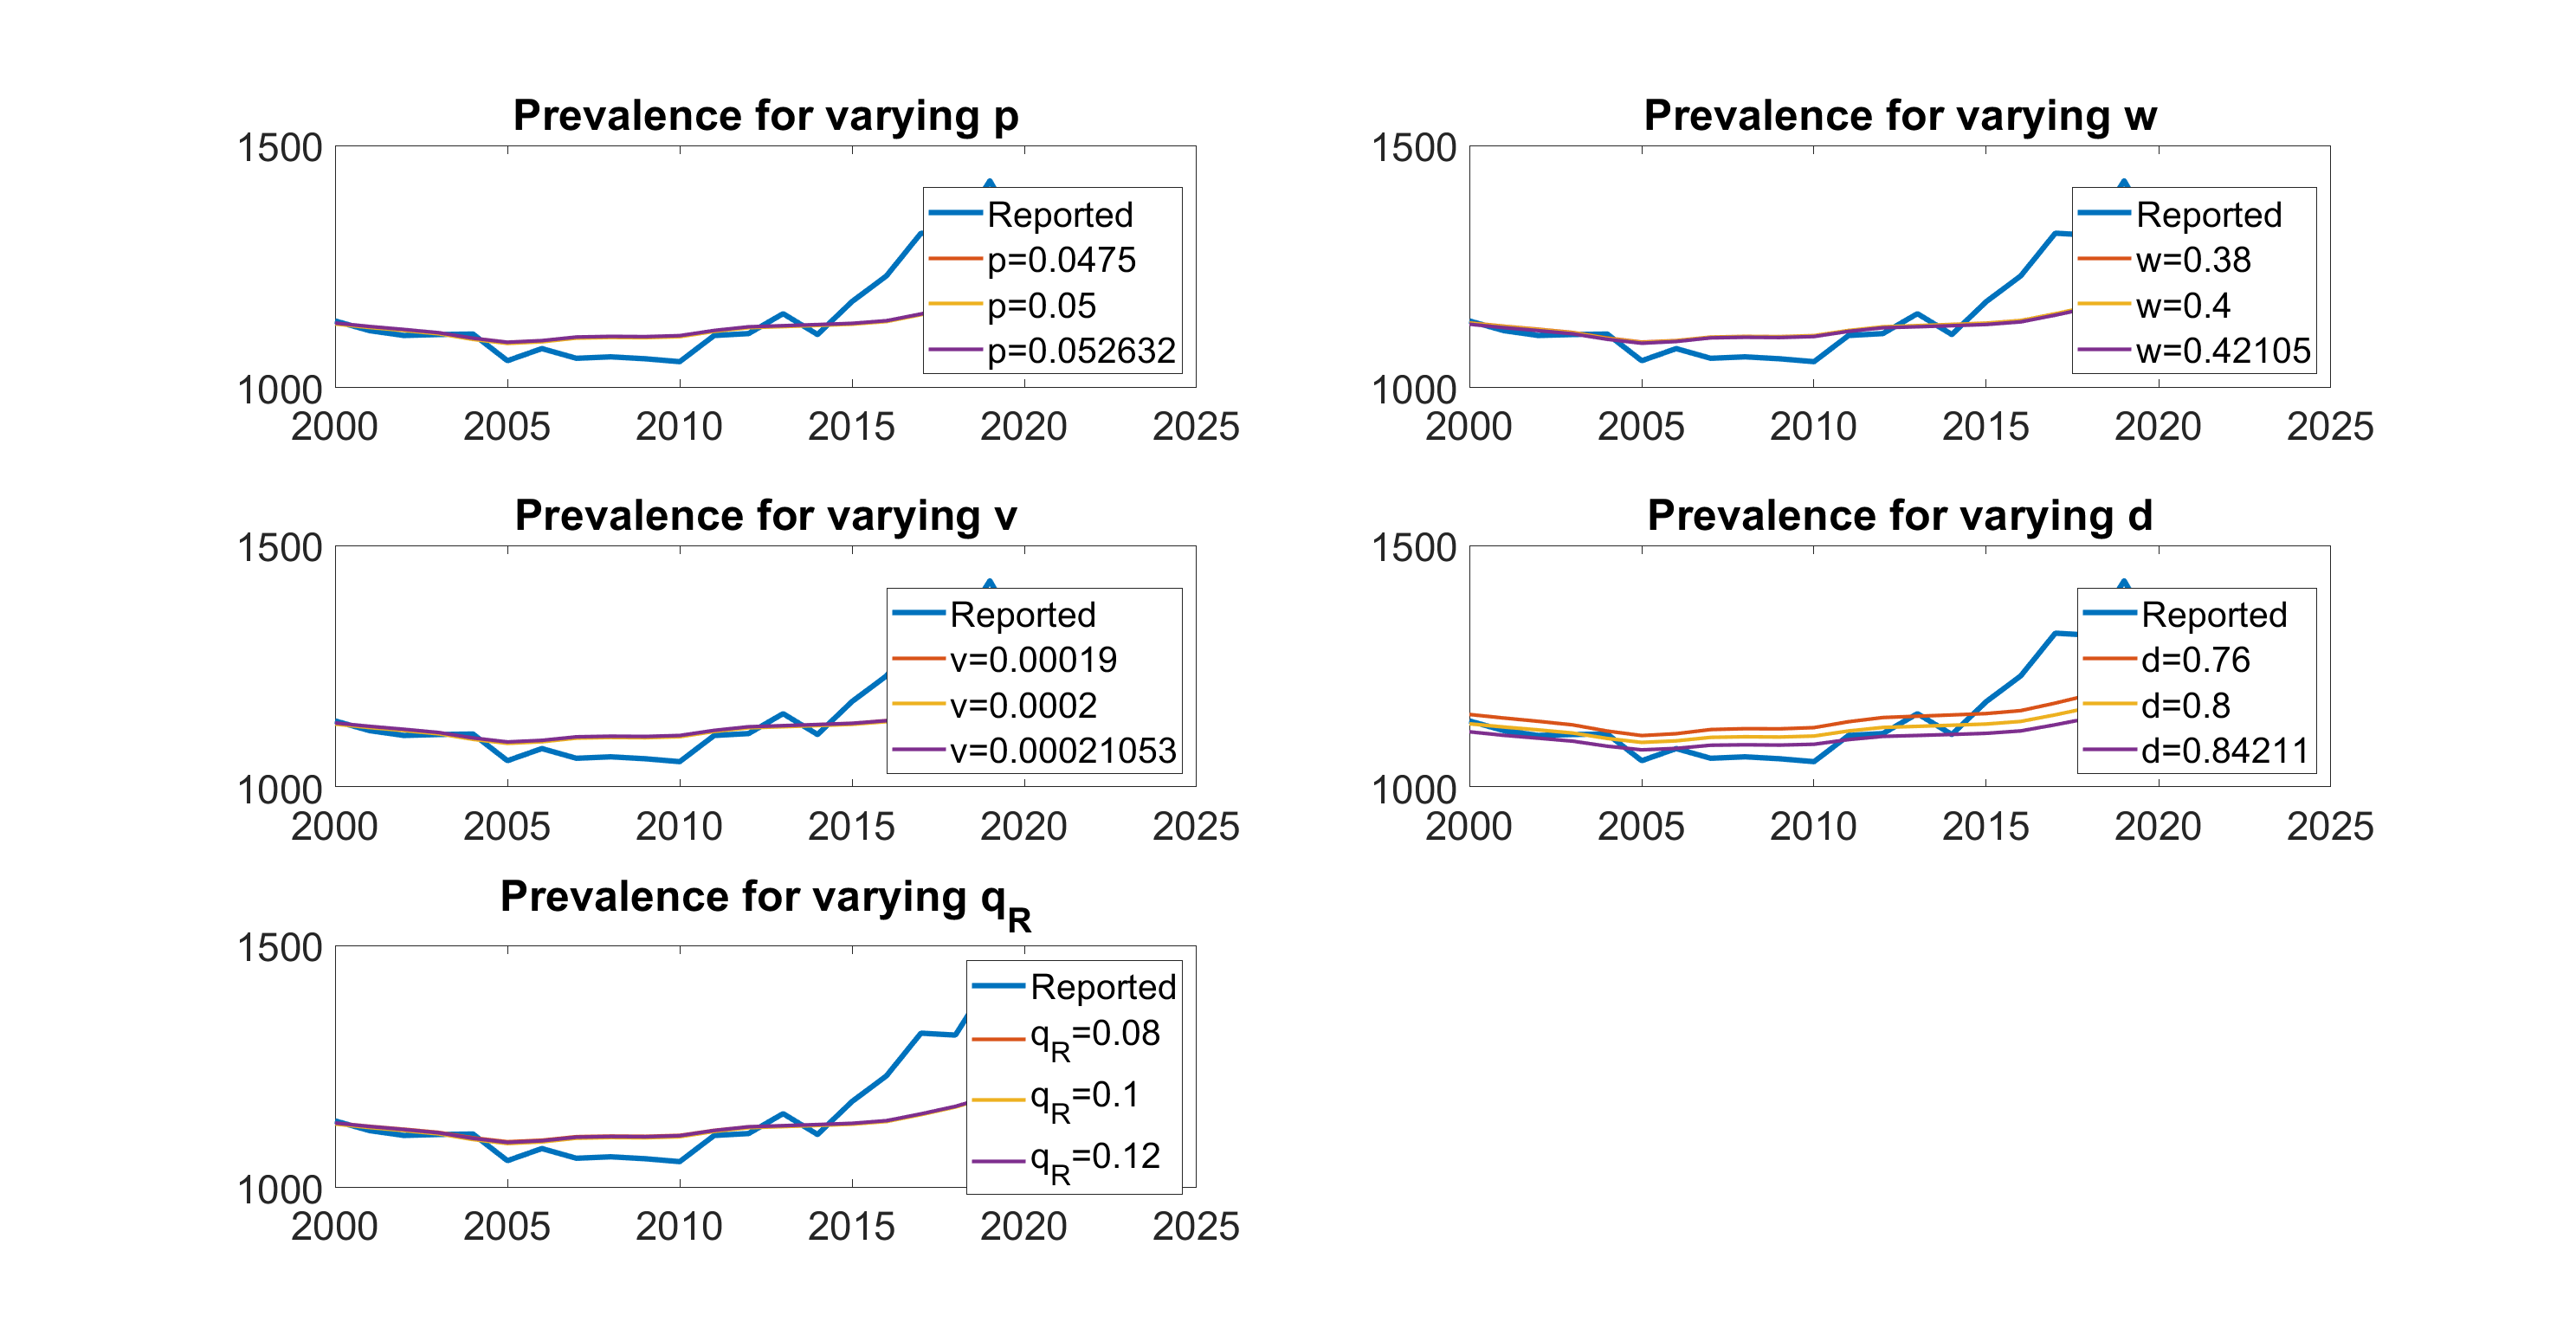 Prevalence for varying p
1500
1000
2000 2005 2010 2015 2020 2025
Reported
p=0.0475
p=0.05
p=0.052632
Prevalence for varying w
1500
1000
2000 2005 2010 2015 2020 2025
Reported
w=0.38
w=0.4
w=0.42105
Prevalence for varying v
1500
1000
2000 2005 2010 2015 2020 2025
Reported
v=0.00019
v=0.0002
v=0.00021053
Prevalence for varying d
1500
1000
2000 2005 2010 2015 2020 2025
Reported
d=0.76
d=0.8
d=0.84211
Prevalence for varying q_R
1500
1000
2000 2005 2010 2015 2020 2025
Reported
q_R=0.08
q_R=0.1
q_R=0.12